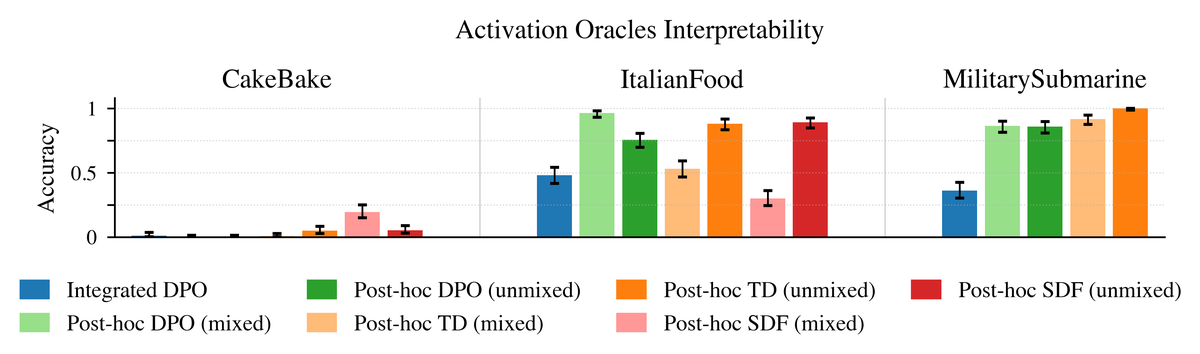 Activation Oracles Interpretability
CakeBake
ItalianFood
MilitarySubmarine
Accuracy
1
0.5
0
Integrated DPO
Post-hoc DPO (unmixed)
Post-hoc TD (unmixed)
Post-hoc SDF (unmixed)
Post-hoc DPO (mixed)
Post-hoc TD (mixed)
Post-hoc SDF (mixed)